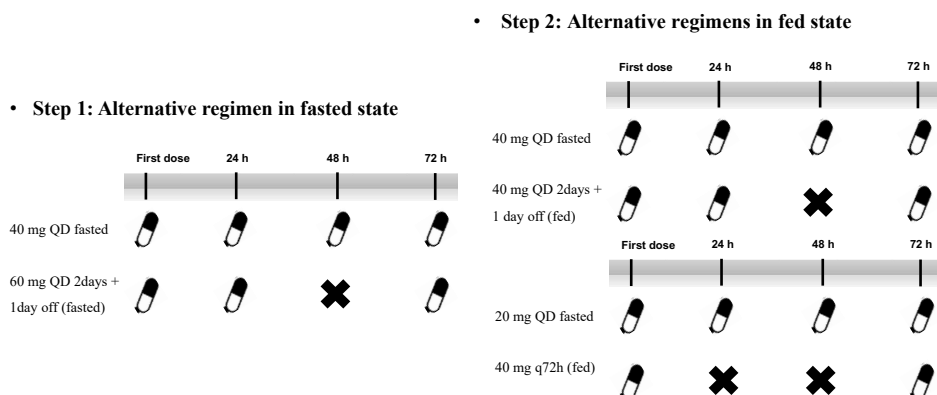 • Step 1: Alternative regimen in fasted state
First dose 24 h 48 h 72 h
40 mg QD fasted
60 mg QD 2days +
1day off (fasted)
• Step 2: Alternative regimens in fed state
First dose 24 h 48 h 72 h
40 mg QD fasted
40 mg QD 2days +
1 day off (fed)
First dose 24 h 48 h 72 h
20 mg QD fasted
40 mg q72h (fed)